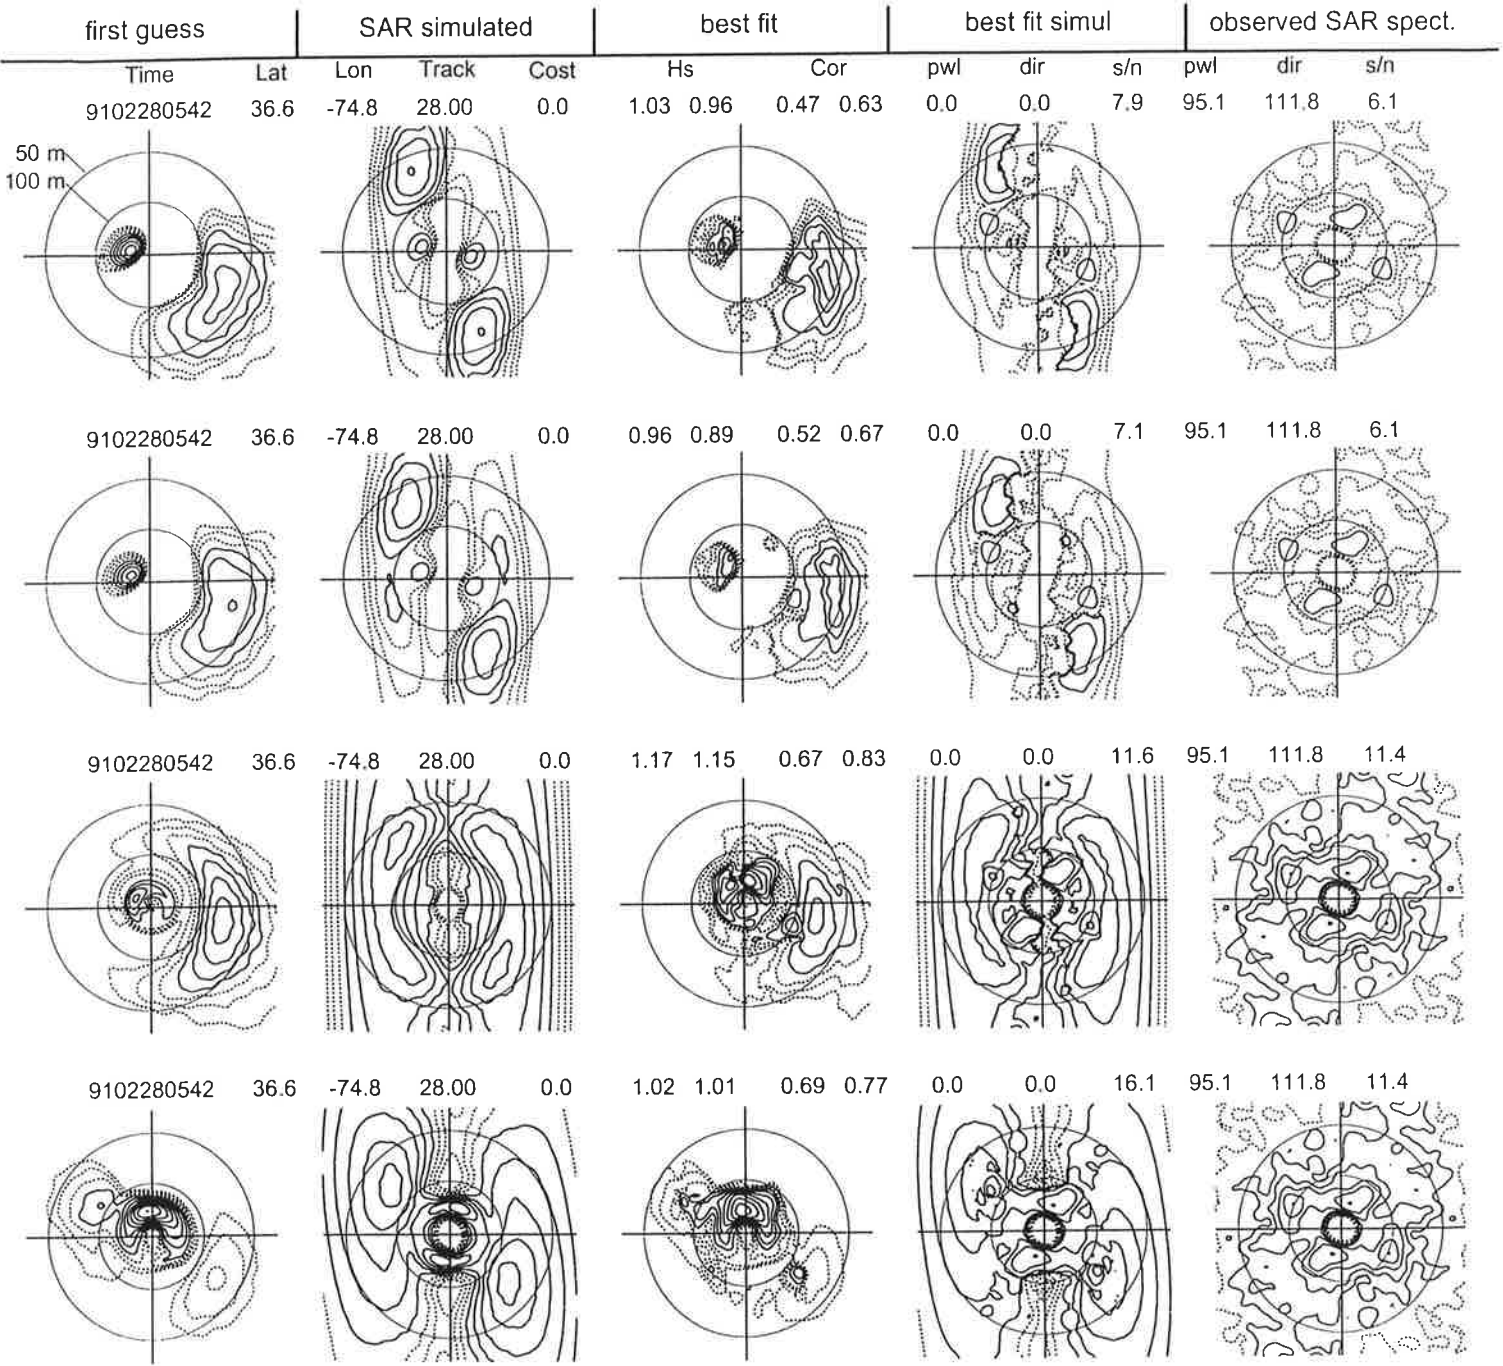 first guess SAR simulated best fit best fit simul observed SAR spect.
Time Lat Lon Track Cost Hs Cor pwl dir s/n pwl dir s/n
9102280542 36.6 -74.8 28.00 0.0 1.03 0.96 0.47 0.63 0.0 0.0 7.9 95.1 111.8 6.1
50 m
100 m
9102280542 36.6 -74.8 28.00 0.0 0.96 0.89 0.52 0.67 0.0 0.0 7.1 95.1 111.8 6.1
9102280542 36.6 -74.8 28.00 0.0 1.17 1.15 0.67 0.83 0.0 0.0 11.6 95.1 111.8 11.4
9102280542 36.6 -74.8 28.00 0.0 1.02 1.01 0.69 0.77 0.0 0.0 16.1 95.1 111.8 11.4